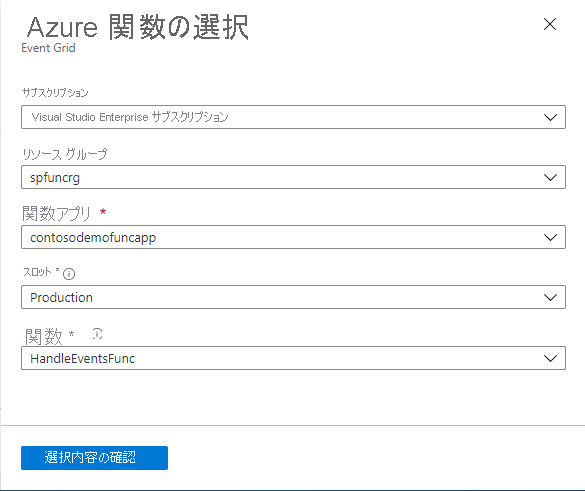 Azure 関数の選択
Event Grid
サブスクリプション
Visual Studio Enterprise サブスクリプション
リソース グループ
spfuncrg
関数アプリ *
contosodemofuncapp
スロット *
Production
関数 *
HandleEventsFunc
選択内容の確認